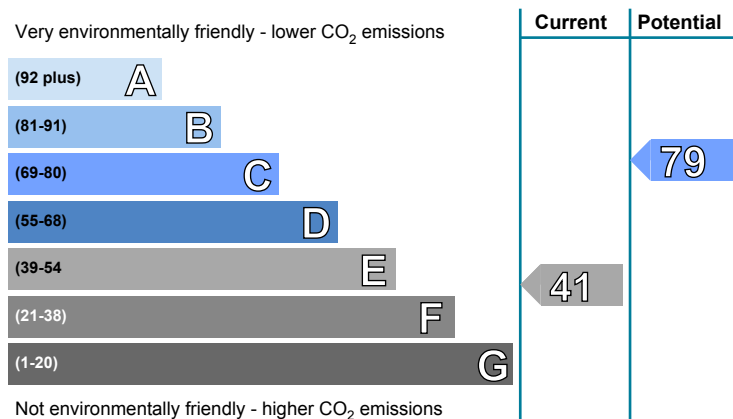 Current
Potential
Very environmentally friendly - lower CO2 emissions
(92 plus) A
(81-91) B
(69-80) C
79
(55-68) D
(39-54 E
41
(21-38) F
(1-20) G
Not environmentally friendly - higher CO2 emissions